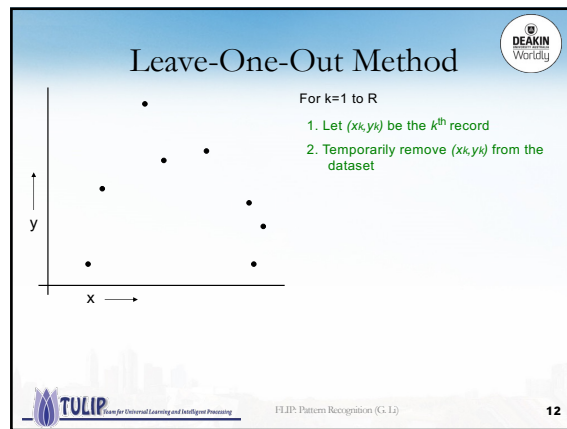 Leave-One-Out Method
DEAKIN
UNIVERSITY AUSTRALIA
Worldly
For k=1 to R
1. Let (xk,yk) be the kth record
2. Temporarily remove (xk,yk) from the
dataset
y
x
TULIP Team for Universal Learning and Intelligent Processing
FLIP: Pattern Recognition (G. Li)
12